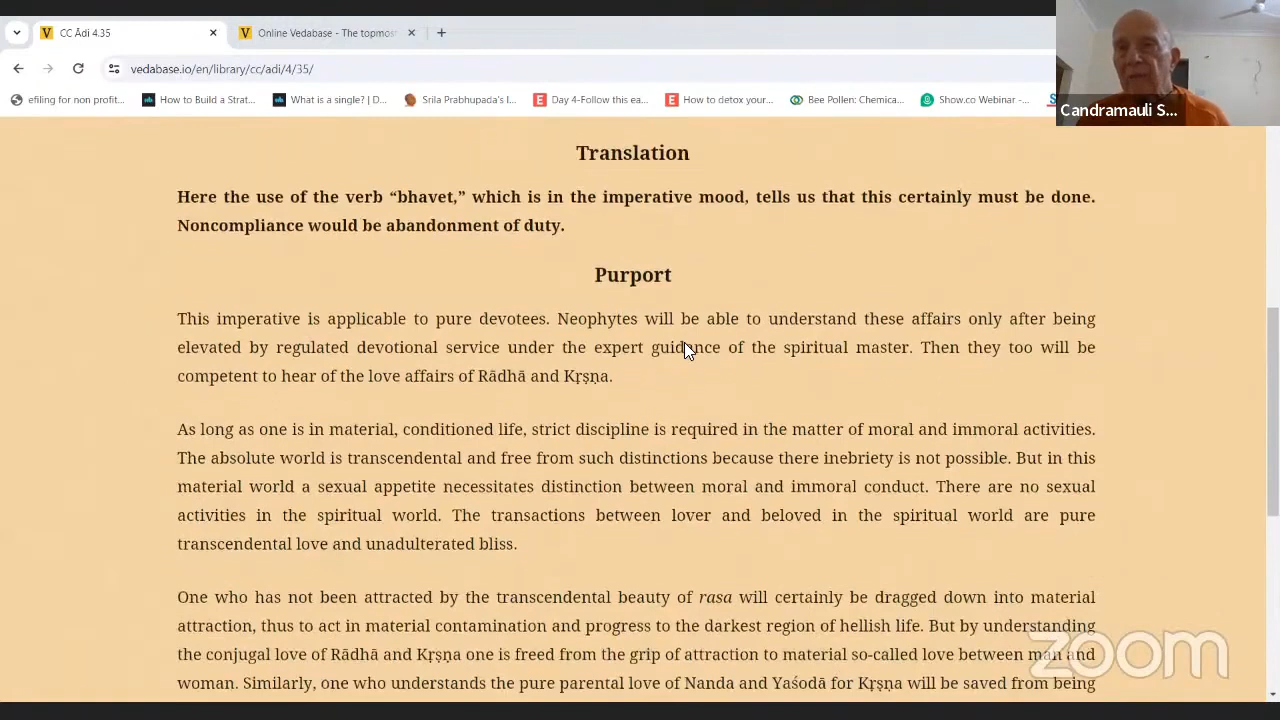 CC Ādi 4.35
Online Vedabase - The topmos
vedabase.io/en/library/cc/adi/4/35/
efiling for non profit...
How to Build a Strat...
What is a single? | D...
Srila Prabhupada's l...
Day 4-Follow this ea...
How to detox your...
Bee Pollen: Chemica...
Show.co Webinar -...
Candramauli S...
Translation
Here the use of the verb “bhavet,” which is in the imperative mood, tells us that this certainly must be done.
Noncompliance would be abandonment of duty.
Purport
This imperative is applicable to pure devotees. Neophytes will be able to understand these affairs only after being
elevated by regulated devotional service under the expert guidance of the spiritual master. Then they too will be
competent to hear of the love affairs of Rādhā and Kṛṣṇa.
As long as one is in material, conditioned life, strict discipline is required in the matter of moral and immoral activities.
The absolute world is transcendental and free from such distinctions because there inebriety is not possible. But in this
material world a sexual appetite necessitates distinction between moral and immoral conduct. There are no sexual
activities in the spiritual world. The transactions between lover and beloved in the spiritual world are pure
transcendental love and unadulterated bliss.
One who has not been attracted by the transcendental beauty of rasa will certainly be dragged down into material
attraction, thus to act in material contamination and progress to the darkest region of hellish life. But by understanding
the conjugal love of Rādhā and Kṛṣṇa one is freed from the grip of attraction to material so-called love between man and
woman. Similarly, one who understands the pure parental love of Nanda and Yaśodā for Kṛṣṇa will be saved from being
zoom